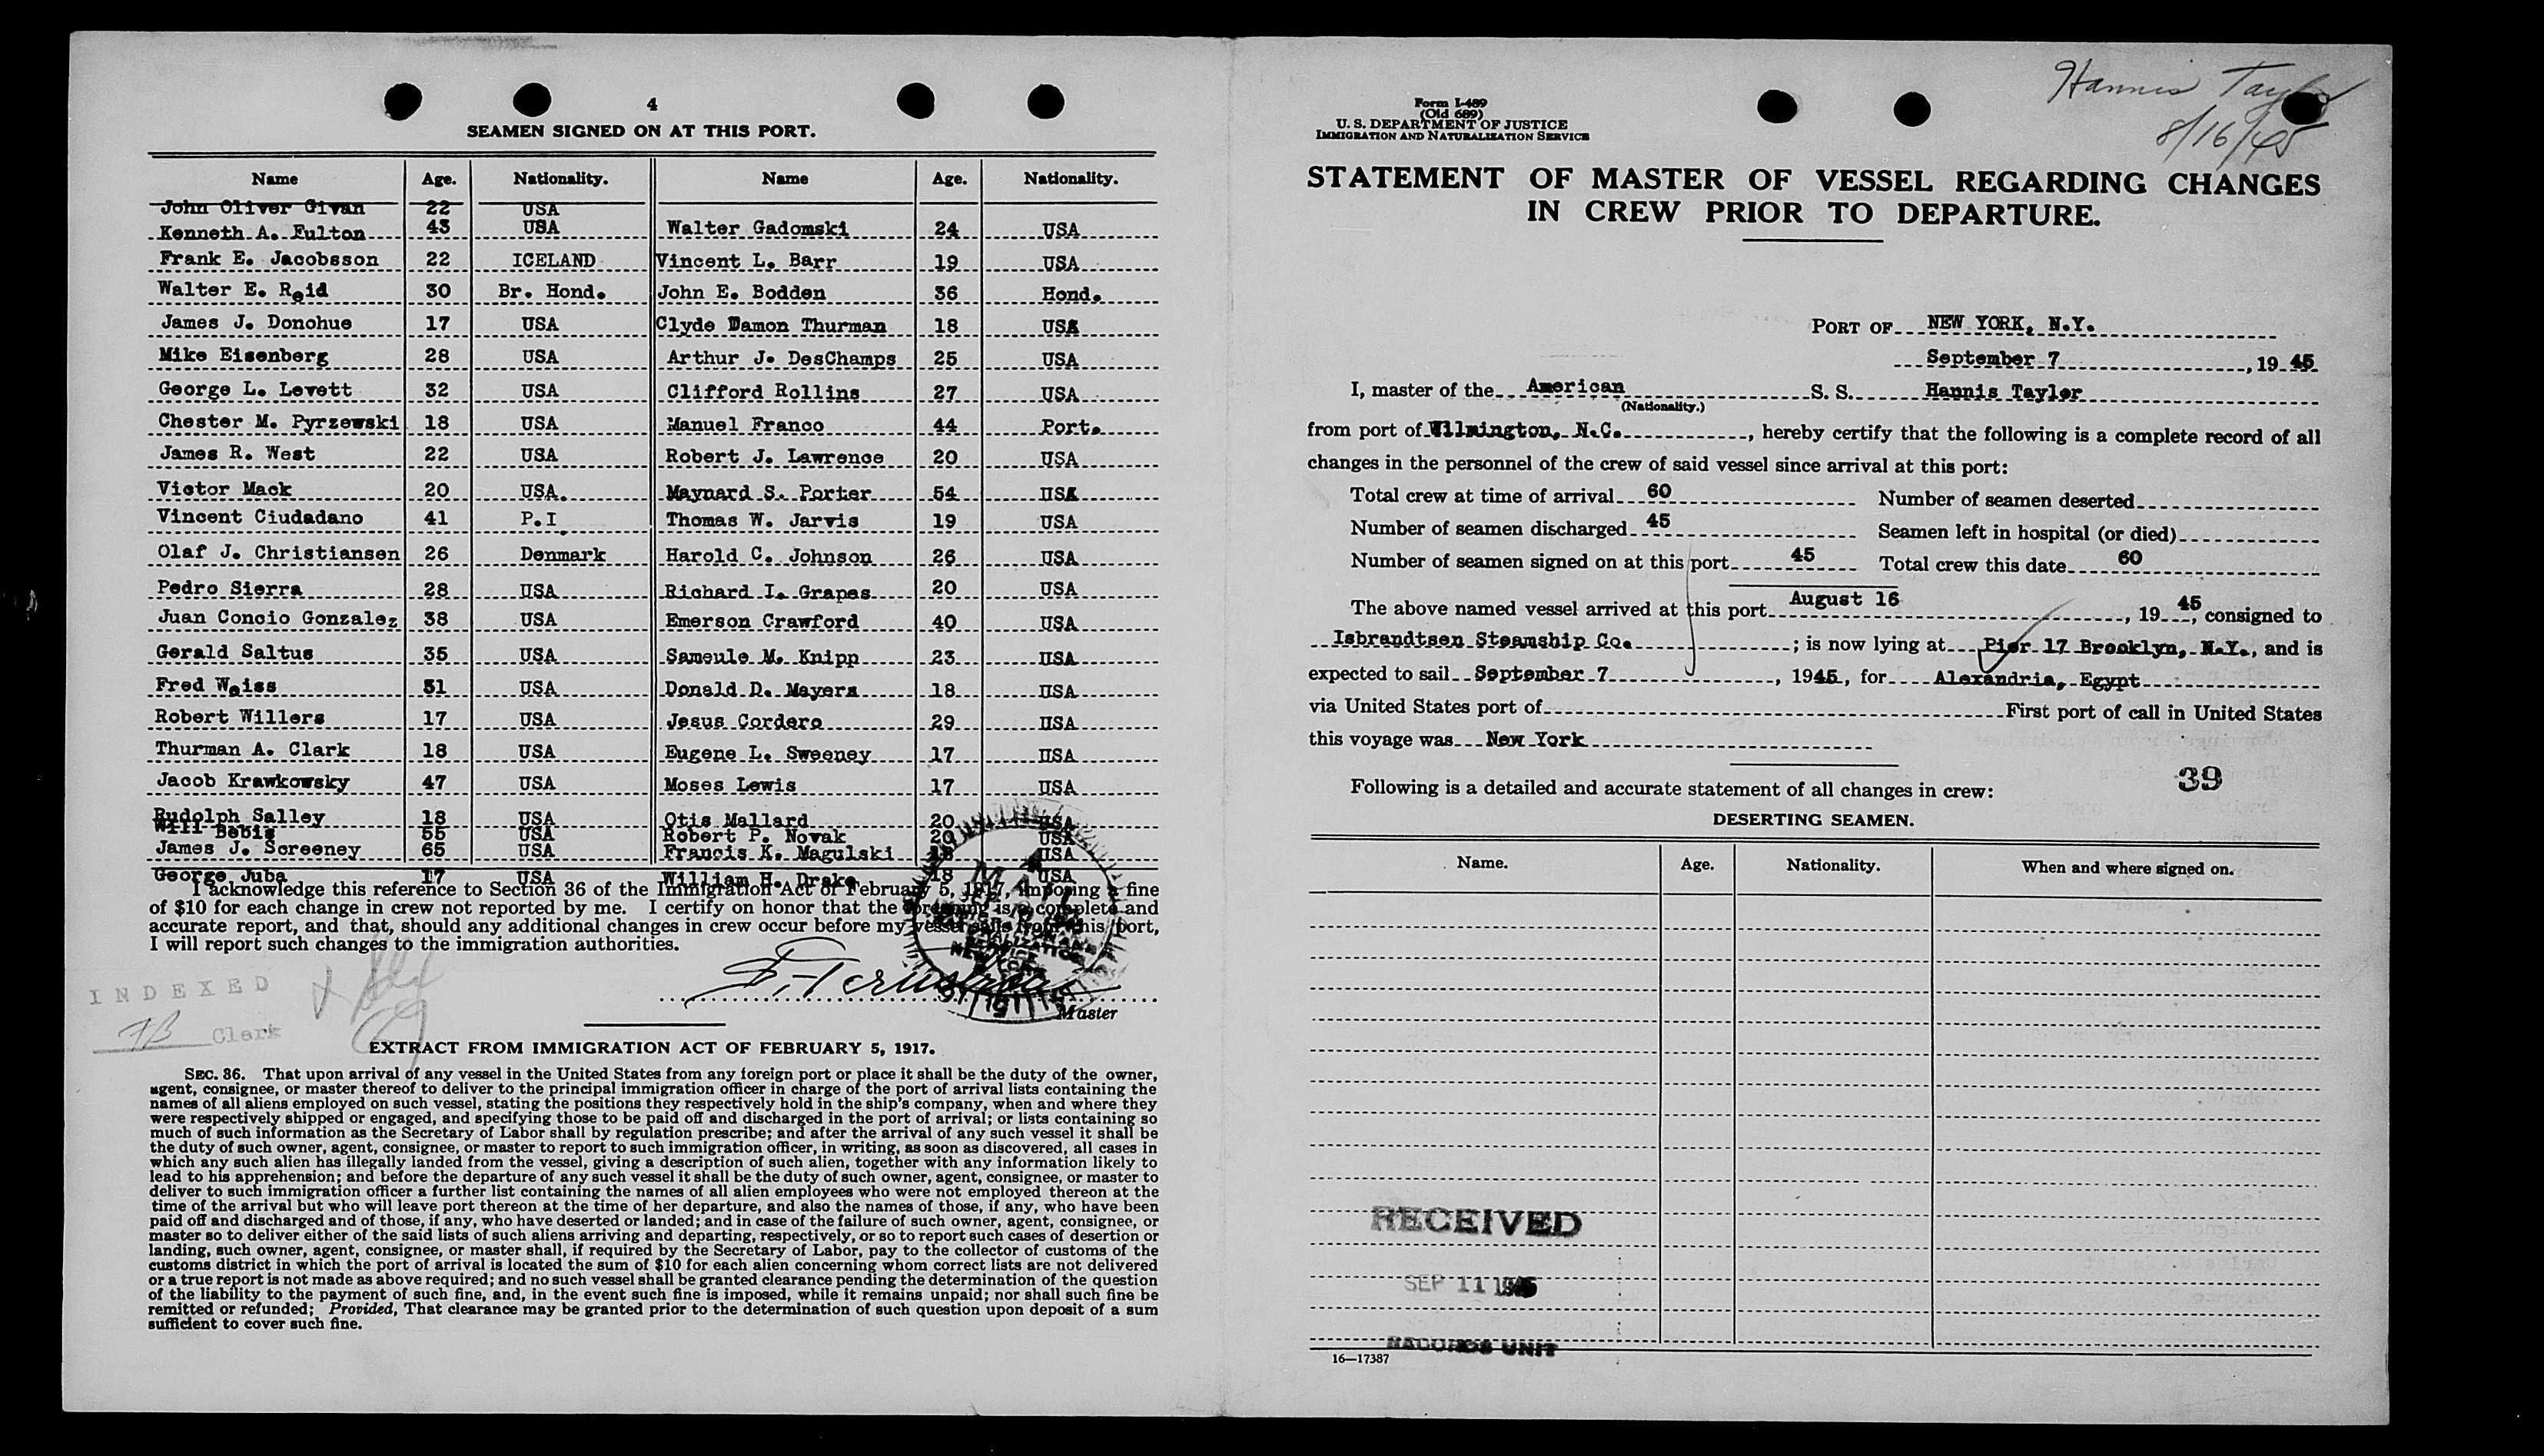 4
SEAMEN SIGNED ON AT THIS PORT.
Name Age. Nationality. Name Age. Nationality.
John Oliver Givan 22 USA
Kenneth A. Fulton 43 USA Walter Gadomski 24 USA
Frank E. Jacobsson 22 ICELAND Vincent L. Barr 19 USA
Walter E. Reid 30 Br. Hond. John E. Bodden 36 Hond.
James J. Donohue 17 USA Clyde Damon Thurman 18 USA
Mike Eisenberg 28 USA Arthur J. DesChamps 25 USA
George L. Levett 32 USA Clifford Rollins 27 USA
Chester M. Pyrzewski 18 USA Manuel Franco 44 Port.
James R. West 22 USA Robert J. Lawrence 20 USA
Victor Mack 20 USA. Maynard S. Porter 54 USA
Vincent Ciudadano 41 P.I. Thomas W. Jarvis 19 USA
Olaf J. Christiansen 26 Denmark Harold C. Johnson 26 USA
Pedro Sierra 28 USA Richard I. Grapes 20 USA
Juan Concio Gonzalez 38 USA Emerson Crawford 40 USA
Gerald Saltus 35 USA Sameule M. Knipp 23 USA
Fred Weiss 31 USA Donald D. Mayers 18 USA
Robert Willers 17 USA Jesus Cordero 29 USA
Thurman A. Clark 18 USA Eugene L. Sweeney 17 USA
Jacob Krawkowsky 47 USA Moses Lewis 17 USA
Rudolph Salley 18 USA Otis Mallard 20 USA
Will Bebis 55 USA Robert P. Novak 20 USA
James J. Screeney 65 USA Francis K. Magulski 18 USA
George Juba 17 USA William H. Drake 18 USA
I acknowledge this reference to Section 36 of the Immigration Act of February 5, 1917, imposing a fine
of $10 for each change in crew not reported by me. I certify on honor that the foregoing is a complete and
accurate report, and that, should any additional changes in crew occur before my vessel sails from this port,
I will report such changes to the immigration authorities.
INDEXED
Clerk
Master
EXTRACT FROM IMMIGRATION ACT OF FEBRUARY 5, 1917.
SEC. 36. That upon arrival of any vessel in the United States from any foreign port or place it shall be the duty of the owner,
agent, consignee, or master thereof to deliver to the principal immigration officer in charge of the port of arrival lists containing the
names of all aliens employed on such vessel, stating the positions they respectively hold in the ship's company, when and where they
were respectively shipped or engaged, and specifying those to be paid off and discharged in the port of arrival; or lists containing so
much of such information as the Secretary of Labor shall by regulation prescribe; and after the arrival of any such vessel it shall be
the duty of such owner, agent, consignee, or master to report to such immigration officer, in writing, as soon as discovered, all cases in
which any such alien has illegally landed from the vessel, giving a description of such alien, together with any information likely to
lead to his apprehension; and before the departure of any such vessel it shall be the duty of such owner, agent, consignee, or master to
deliver to such immigration officer a further list containing the names of all alien employees who were not employed thereon at the
time of the arrival but who will leave port thereon at the time of her departure, and also the names of those, if any, who have been
paid off and discharged and of those, if any, who have deserted or landed; and in case of the failure of such owner, agent, consignee, or
master so to deliver either of the said lists of such aliens arriving and departing, respectively, or so to report such cases of desertion or
landing, such owner, agent, consignee, or master shall, if required by the Secretary of Labor, pay to the collector of customs of the
customs district in which the port of arrival is located the sum of $10 for each alien concerning whom correct lists are not delivered
or a true report is not made as above required; and no such vessel shall be granted clearance pending the determination of the question
of the liability to the payment of such fine, and, in the event such fine is imposed, while it remains unpaid; nor shall such fine be
remitted or refunded; Provided, That clearance may be granted prior to the determination of such question upon deposit of a sum
sufficient to cover such fine.
Hannis Taylor
8/16/45
Form I-489
(Old 689)
U. S. DEPARTMENT OF JUSTICE
IMMIGRATION AND NATURALIZATION SERVICE
STATEMENT OF MASTER OF VESSEL REGARDING CHANGES
IN CREW PRIOR TO DEPARTURE.
PORT OF NEW YORK, N.Y.
September 7, 1945
I, master of the American S. S. Hannis Taylor
(Nationality.)
from port of Wilmington, N.C., hereby certify that the following is a complete record of all
changes in the personnel of the crew of said vessel since arrival at this port:
Total crew at time of arrival 60 Number of seamen deserted
Number of seamen discharged 45 Seamen left in hospital (or died)
Number of seamen signed on at this port 45 Total crew this date 60
The above named vessel arrived at this port August 16, 1945, consigned to
Isbrandtsen Steamship Co.; is now lying at Pier 17 Brooklyn, N.Y., and is
expected to sail September 7, 1945, for Alexandria, Egypt
via United States port of First port of call in United States
this voyage was New York
39
Following is a detailed and accurate statement of all changes in crew:
DESERTING SEAMEN.
Name. Age. Nationality. When and where signed on.
RECEIVED
SEP 11 1945
RECORDS UNIT
16—17387